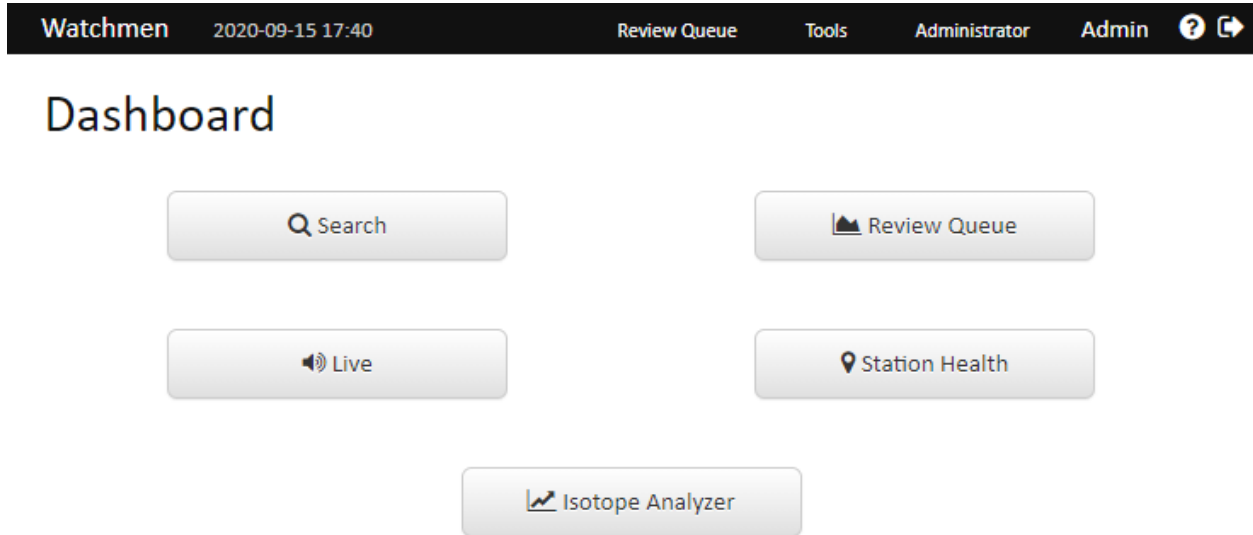 Watchmen 2020-09-15 17:40 Review Queue Tools Administrator Admin ?
Dashboard
Search Review Queue
Live Station Health
Isotope Analyzer